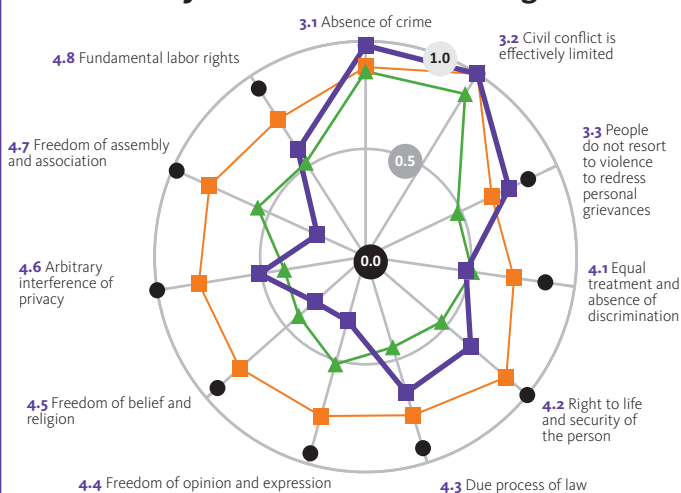 3.1 Absence of crime
3.2 Civil conflict is
effectively limited
1.0
4.8 Fundamental labor rights
3.3 People
do not resort
to violence
to redress
personal
grievances
0.5
4.7 Freedom of assembly
and association
0.0
4.6 Arbitrary
interference of
privacy
4.1 Equal
treatment and
absence of
discrimination
4.5 Freedom of belief and
religion
4.2 Right to life
and security of
the person
4.4 Freedom of opinion and expression
4.3 Due process of law